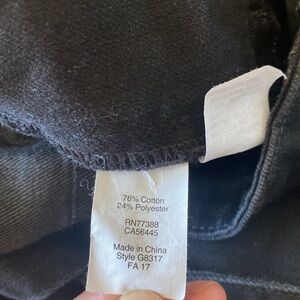 76% Cotton
24% Polyester
RN77388
CA56445
Made in China
Style G8317
FA 17